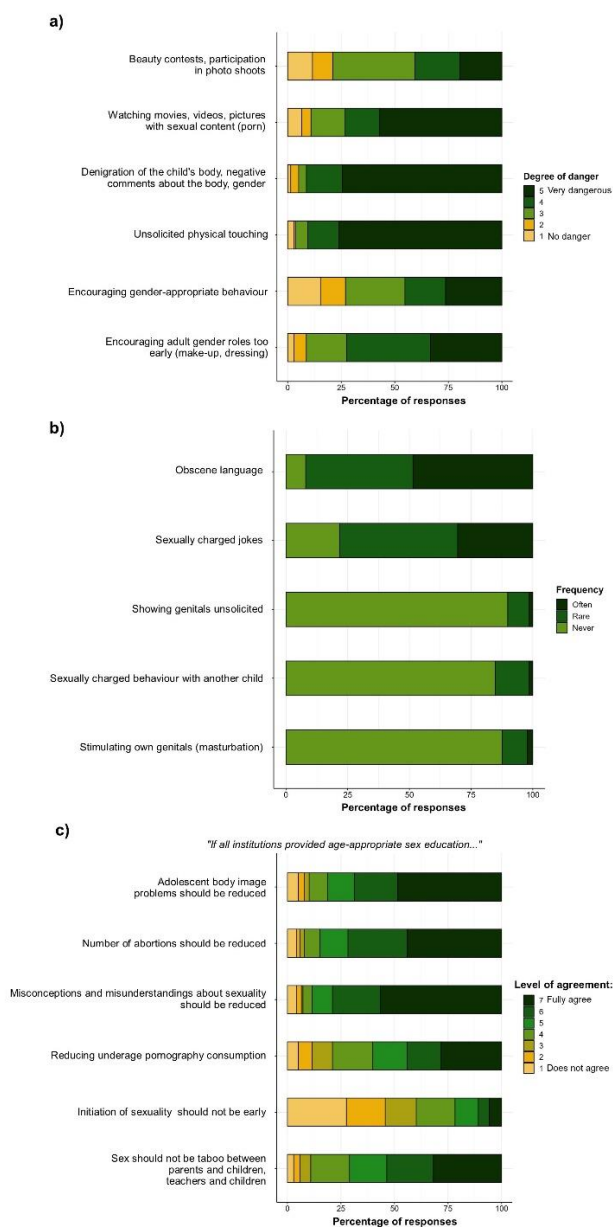 a)
Beauty contests, participation
in photo shoots
Watching movies, videos, pictures
with sexual content (porn)
Denigration of the child's body, negative
comments about the body, gender
Unsolicited physical touching
Encouraging gender-appropriate behaviour
Encouraging adult gender roles too
early (make-up, dressing)
0 25 50 75 100
Percentage of responses
Degree of danger
5 Very dangerous
4
3
2
1 No danger
b)
Obscene language
Sexually charged jokes
Showing genitals unsolicited
Sexually charged behaviour with another child
Stimulating own genitals (masturbation)
0 25 50 75 100
Percentage of responses
Frequency
Often
Rare
Never
c)
"If all institutions provided age-appropriate sex education..."
Adolescent body image
problems should be reduced
Number of abortions should be reduced
Misconceptions and misunderstandings about sexuality
should be reduced
Reducing underage pornography consumption
Initiation of sexuality should not be early
Sex should not be taboo between
parents and children,
teachers and children
0 25 50 75 100
Percentage of responses
Level of agreement:
7 Fully agree
6
5
4
3
2
1 Does not agree